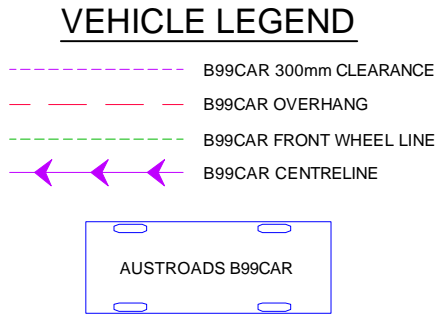 VEHICLE LEGEND
B99CAR 300mm CLEARANCE
B99CAR OVERHANG
B99CAR FRONT WHEEL LINE
B99CAR CENTRELINE
AUSTROADS B99CAR